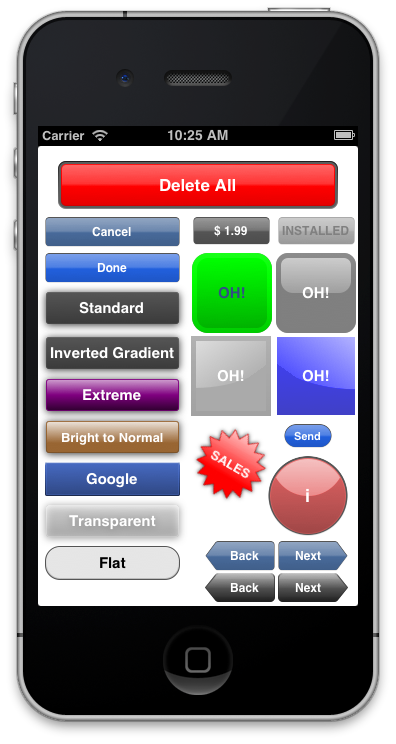 Carrier 10:25 AM
Delete All
Cancel
$ 1.99
INSTALLED
Done
OH!
OH!
Standard
Inverted Gradient
OH!
OH!
Extreme
Bright to Normal
Send
SALES
Google
i
Transparent
Back
Next
Flat
Back
Next